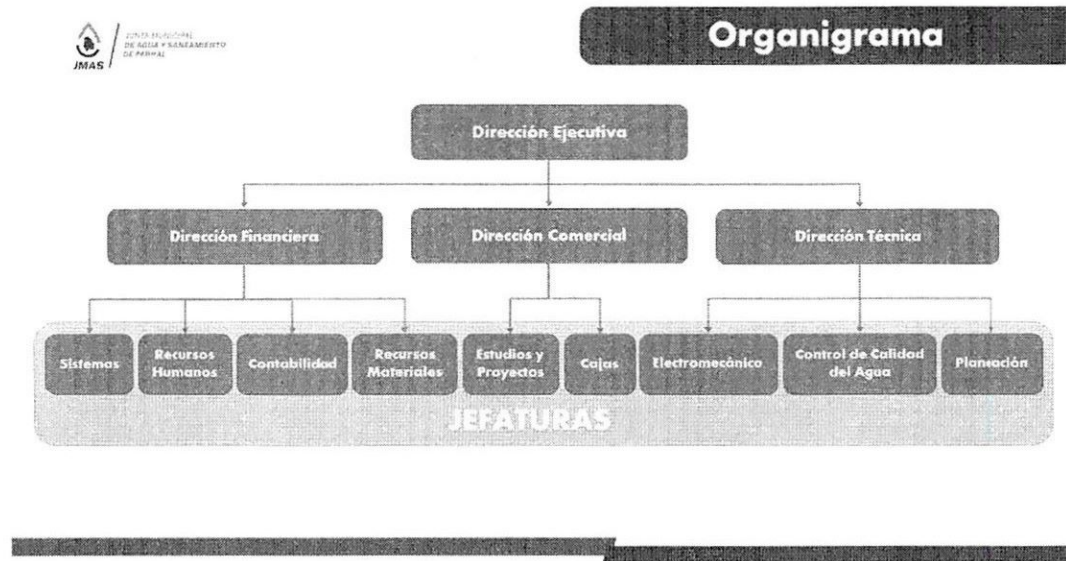 JUNTA MUNICIPAL
DE AGUA Y SANEAMIENTO
DE PARRAL
JMAS
Organigrama
Dirección Ejecutiva
Dirección Financiera
Dirección Comercial
Dirección Técnica
Sistemas
Recursos
Humanos
Contabilidad
Recursos
Materiales
Estudios y
Proyectos
Cajas
Electromecánica
Control de Calidad
del Agua
Planeación
JEFATURAS